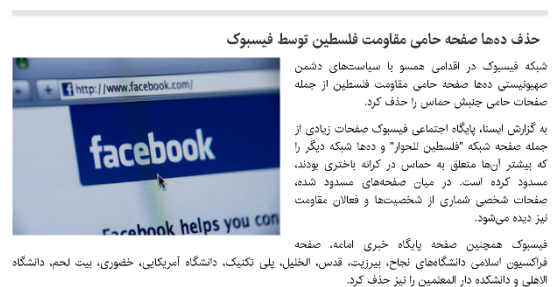 حذف ده‌ها صفحه حامی مقاومت فلسطین توسط فیسبوک
شبکه فیسبوک در اقدامی همسو با سیاست‌های دشمن
صهیونیستی ده‌ها صفحه حامی مقاومت فلسطین از جمله
صفحات حامی جنبش حماس را حذف کرد.
به گزارش ایسنا، پایگاه اجتماعی فیسبوک صفحات زیادی از
جمله صفحه شبکه "فلسطین للحوار" و ده‌ها شبکه دیگر را
که بیشتر آن‌ها متعلق به حماس در کرانه باختری بودند،
مسدود کرده است. در میان صفحه‌های مسدود شده،
صفحات شخصی شماری از شخصیت‌ها و فعالان مقاومت
نیز دیده می‌شود.
فیسبوک همچنین صفحه پایگاه خبری امامه، صفحه
فراکسیون اسلامی دانشگاه‌های نجاح، بیرزیت، قدس، الخلیل، پلی تکنیک، دانشگاه آمریکایی، خضوری، بیت لحم، دانشگاه
الاهلی و دانشکده دار المعلمین را نیز حذف کرد.
http://www.facebook.com/
facebook
Facebook helps you con